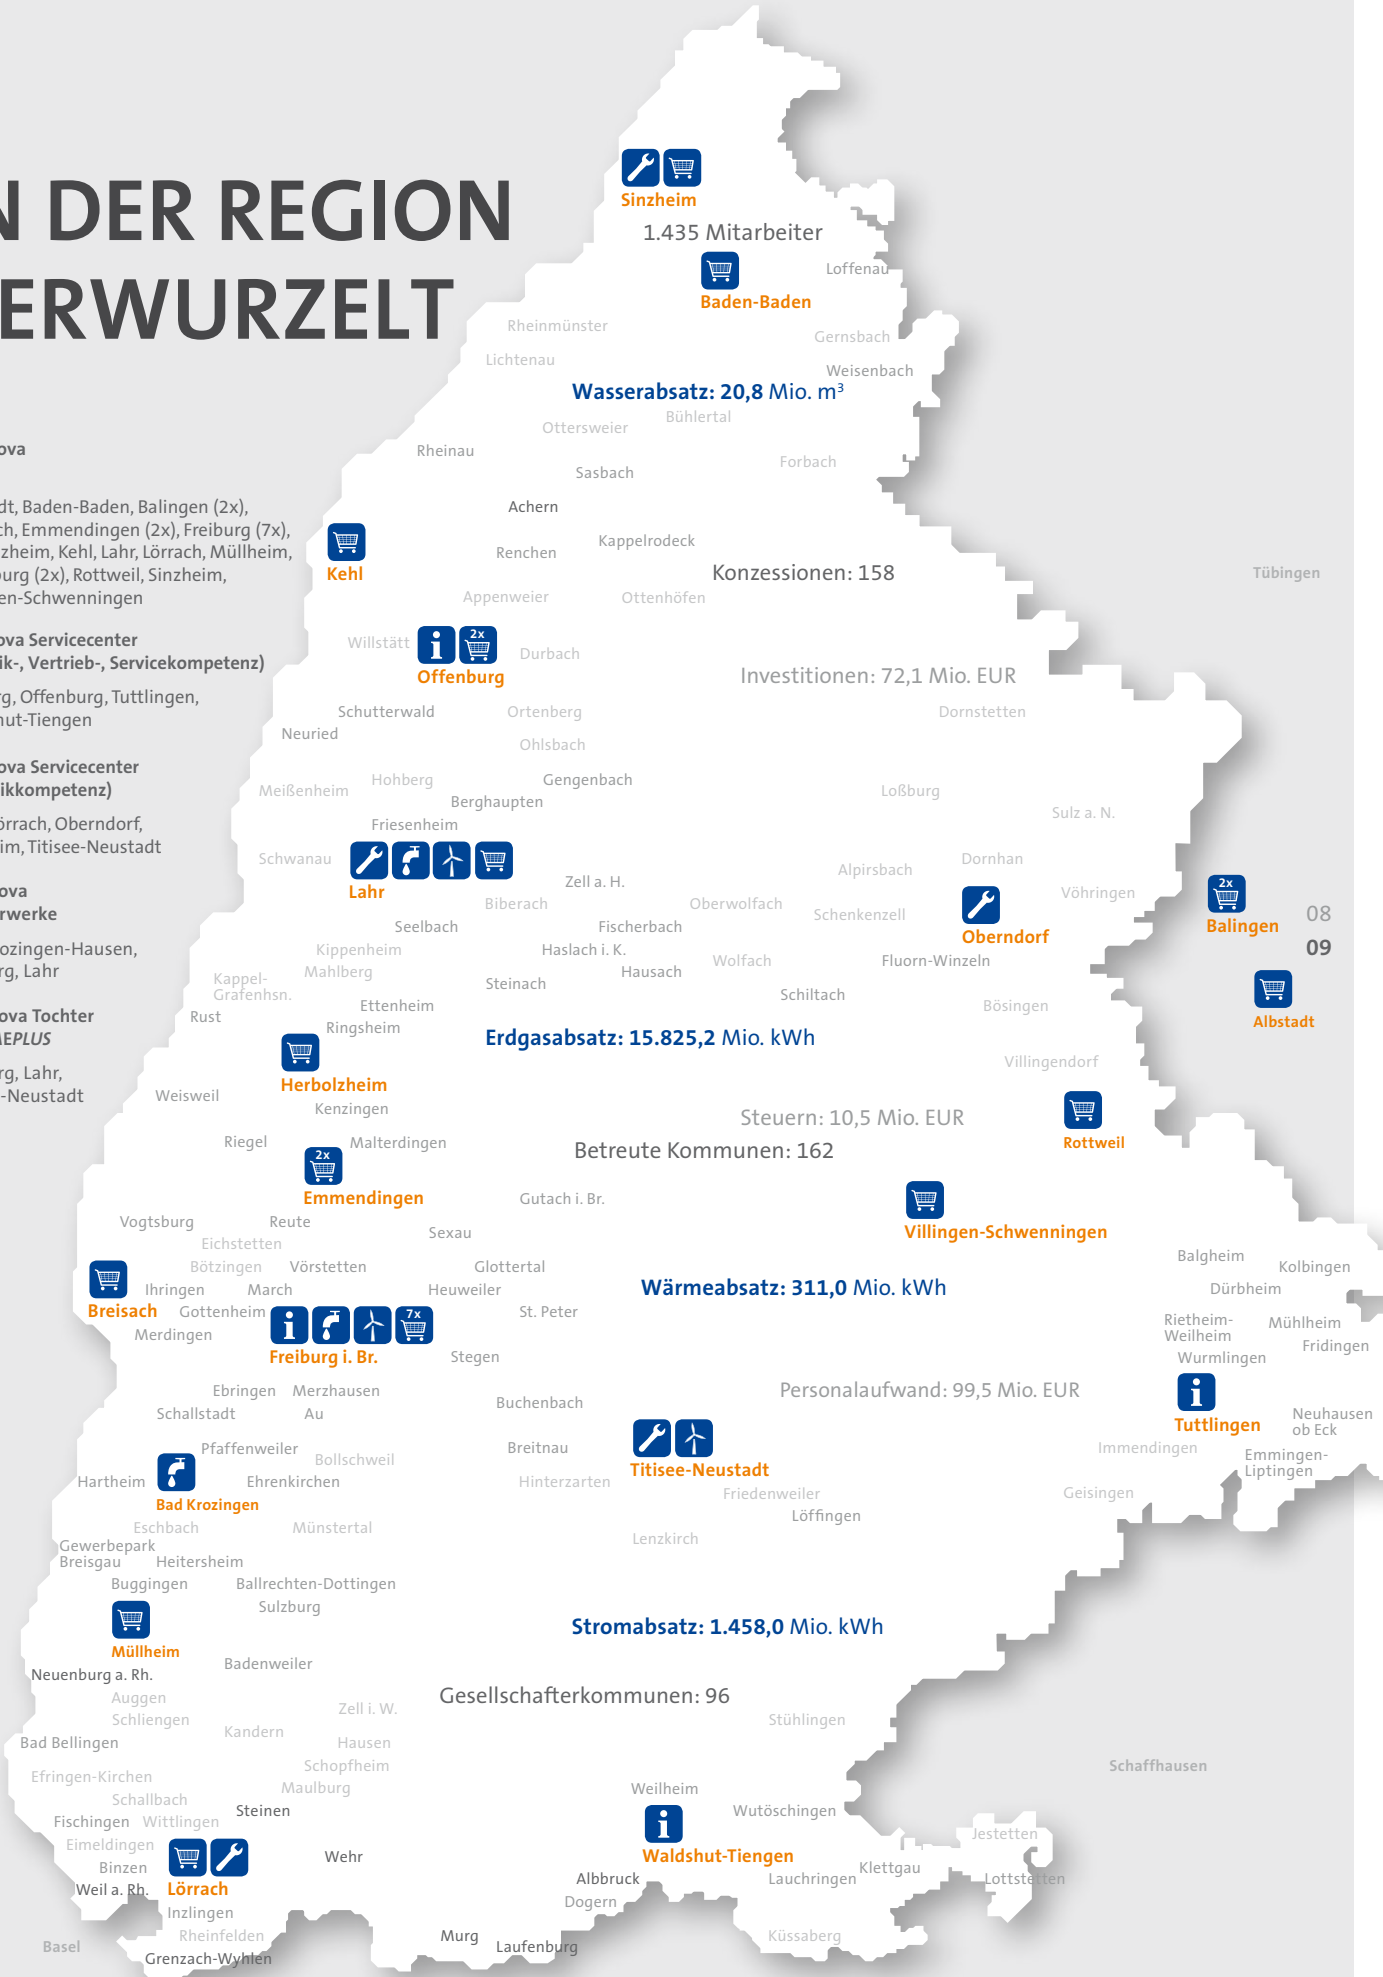 N DER REGION
ERWURZELT
ova
dt, Baden-Baden, Balingen (2x),
ch, Emmendingen (2x), Freiburg (7x),
zheim, Kehl, Lahr, Lörrach, Müllheim,
burg (2x), Rottweil, Sinzheim,
en-Schwenningen
ova Servicecenter
ik-, Vertrieb-, Servicekompetenz)
rg, Offenburg, Tuttlingen,
hut-Tiengen
ova Servicecenter
ikkompetenz)
örrach, Oberndorf,
im, Titisee-Neustadt
ova
rwerke
ozingen-Hausen,
rg, Lahr
ova Tochter
MEPLUS
rg, Lahr,
-Neustadt
Sinzheim
1.435 Mitarbeiter
Loffenau
Baden-Baden
Rheinmünster
Gernsbach
Lichtenau
Weisenbach
Wasserabsatz: 20,8 Mio. m³
Bühlertal
Ottersweier
Rheinau
Forbach
Sasbach
Achern
Kappelrodeck
Renchen
Kehl
Konzessionen: 158
Tübingen
Appenweier
Ottenhöfen
2x
Willstätt
Durbach
Offenburg
Investitionen: 72,1 Mio. EUR
Schutterwald
Ortenberg
Dornstetten
Neuried
Ohlsbach
Hohberg
Gengenbach
Meißenheim
Loßburg
Berghaupten
Sulz a. N.
Friesenheim
Schwanau
Dornhan
Alpirsbach
Zell a. H.
Lahr
Vöhringen
2x
Biberach
Oberwolfach
Schenkenzell
Balingen
08
Seelbach
Fischerbach
Oberndorf
09
Kippenheim
Haslach i. K.
Wolfach
Fluorn-Winzeln
Mahlberg
Hausach
Kappel-
Grafenhsn.
Steinach
Schiltach
Ettenheim
Bösingen
Rust
Albstadt
Ringsheim
Erdgasabsatz: 15.825,2 Mio. kWh
Villingendorf
Herbolzheim
Weisweil
Kenzingen
Steuern: 10,5 Mio. EUR
Riegel
Malterdingen
Rottweil
Betreute Kommunen: 162
2x
Emmendingen
Gutach i. Br.
Vogtsburg
Reute
Sexau
Villingen-Schwenningen
Eichstetten
Balgheim
Bötzingen
Vörstetten
Glottertal
Kolbingen
Ihringen
March
Heuweiler
Wärmeabsatz: 311,0 Mio. kWh
Dürbheim
Breisach
Gottenheim
7x
St. Peter
Rietheim-
Weilheim
Mühlheim
Merdingen
Fridingen
Freiburg i. Br.
Stegen
Wurmlingen
Ebringen
Merzhausen
Personalaufwand: 99,5 Mio. EUR
Buchenbach
Schallstadt
Au
Neuhausen
ob Eck
Tuttlingen
Pfaffenweiler
Breitnau
Immendingen
Bollschweil
Emmingen-
Liptingen
Titisee-Neustadt
Hartheim
Ehrenkirchen
Hinterzarten
Friedenweiler
Geisingen
Bad Krozingen
Löffingen
Eschbach
Münstertal
Lenzkirch
Gewerbepark
Breisgau
Heitersheim
Buggingen
Ballrechten-Dottingen
Sulzburg
Stromabsatz: 1.458,0 Mio. kWh
Müllheim
Badenweiler
Neuenburg a. Rh.
Auggen
Gesellschafterkommunen: 96
Zell i. W.
Schliengen
Stühlingen
Kandern
Bad Bellingen
Hausen
Schopfheim
Schaffhausen
Efringen-Kirchen
Maulburg
Weilheim
Schallbach
Steinen
Wutöschingen
Fischingen
Wittlingen
Jestetten
Eimeldingen
Wehr
Waldshut-Tiengen
Binzen
Klettgau
Albbruck
Lauchringen
Lottstetten
Weil a. Rh.
Lörrach
Dogern
Inzlingen
Rheinfelden
Murg
Küssaberg
Basel
Laufenburg
Grenzach-Wyhlen